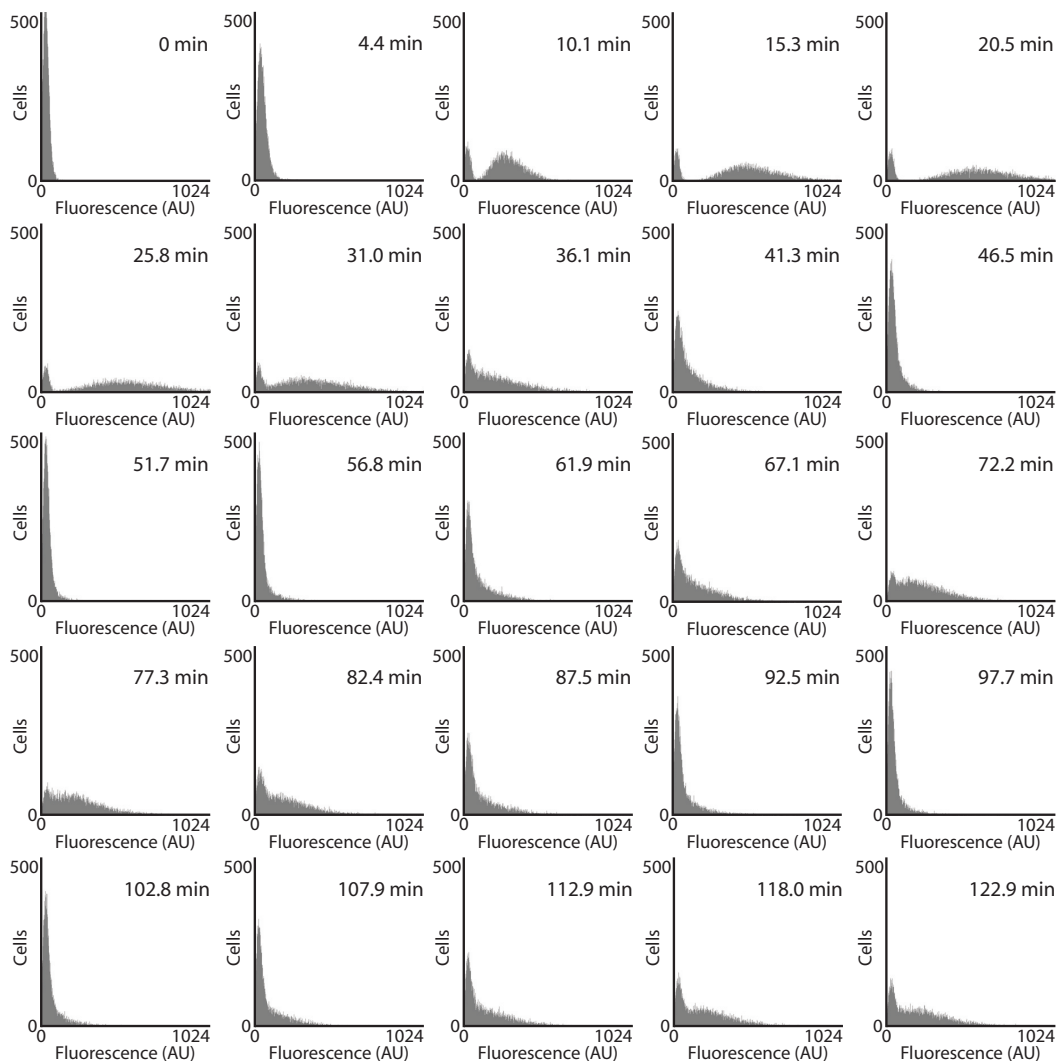 500
0 min
Cells
0
0 1024
Fluorescence (AU)
500
4.4 min
Cells
0
0 1024
Fluorescence (AU)
500
10.1 min
Cells
0
0 1024
Fluorescence (AU)
500
15.3 min
Cells
0
0 1024
Fluorescence (AU)
500
20.5 min
Cells
0
0 1024
Fluorescence (AU)
500
25.8 min
Cells
0
0 1024
Fluorescence (AU)
500
31.0 min
Cells
0
0 1024
Fluorescence (AU)
500
36.1 min
Cells
0
0 1024
Fluorescence (AU)
500
41.3 min
Cells
0
0 1024
Fluorescence (AU)
500
46.5 min
Cells
0
0 1024
Fluorescence (AU)
500
51.7 min
Cells
0
0 1024
Fluorescence (AU)
500
56.8 min
Cells
0
0 1024
Fluorescence (AU)
500
61.9 min
Cells
0
0 1024
Fluorescence (AU)
500
67.1 min
Cells
0
0 1024
Fluorescence (AU)
500
72.2 min
Cells
0
0 1024
Fluorescence (AU)
500
77.3 min
Cells
0
0 1024
Fluorescence (AU)
500
82.4 min
Cells
0
0 1024
Fluorescence (AU)
500
87.5 min
Cells
0
0 1024
Fluorescence (AU)
500
92.5 min
Cells
0
0 1024
Fluorescence (AU)
500
97.7 min
Cells
0
0 1024
Fluorescence (AU)
500
102.8 min
Cells
0
0 1024
Fluorescence (AU)
500
107.9 min
Cells
0
0 1024
Fluorescence (AU)
500
112.9 min
Cells
0
0 1024
Fluorescence (AU)
500
118.0 min
Cells
0
0 1024
Fluorescence (AU)
500
122.9 min
Cells
0
0 1024
Fluorescence (AU)